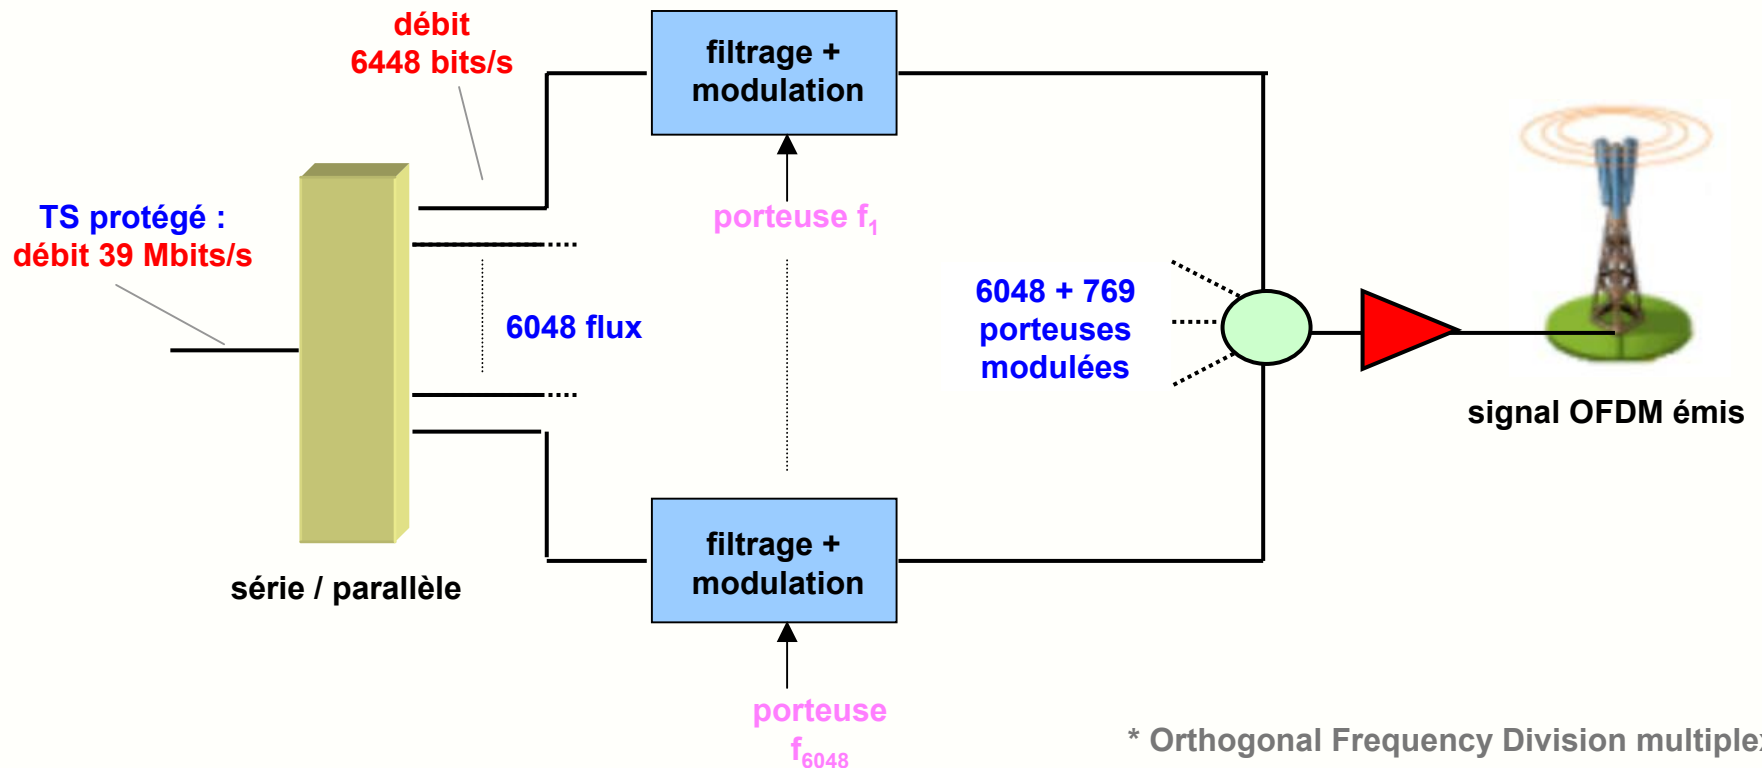 débit
6448 bits/s
filtrage +
modulation
TS protégé :
débit 39 Mbits/s
porteuse f1
6048 flux
6048 + 769
porteuses
modulées
signal OFDM émis
série / parallèle
filtrage +
modulation
porteuse
f6048
* Orthogonal Frequency Division multiplex